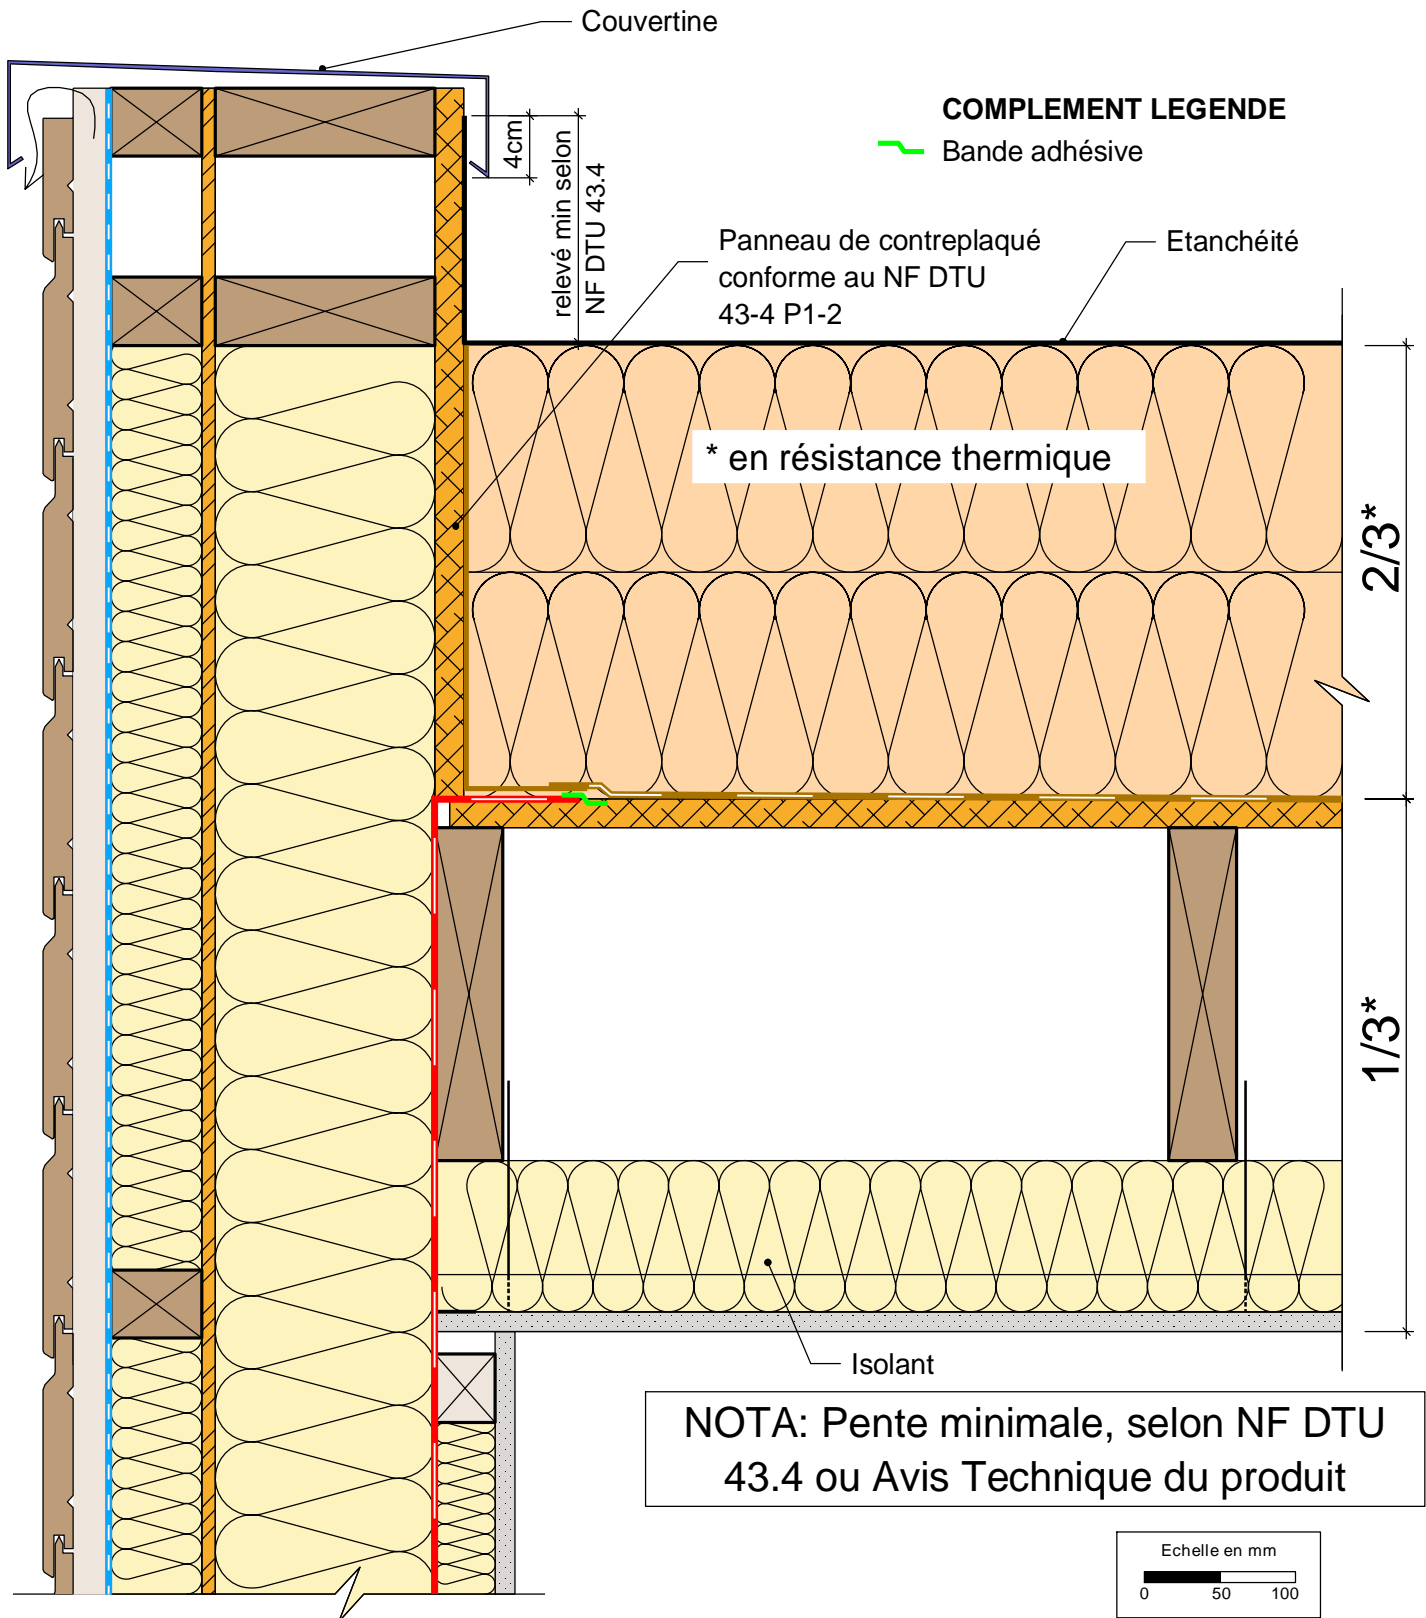 Couvertine
COMPLEMENT LEGENDE
Bande adhésive
4cm
relevé min selon
NF DTU 43.4
Panneau de contreplaqué
conforme au NF DTU
43-4 P1-2
Etanchéité
* en résistance thermique
2/3*
1/3*
Isolant
NOTA: Pente minimale, selon NF DTU
43.4 ou Avis Technique du produit
Echelle en mm
0 50 100